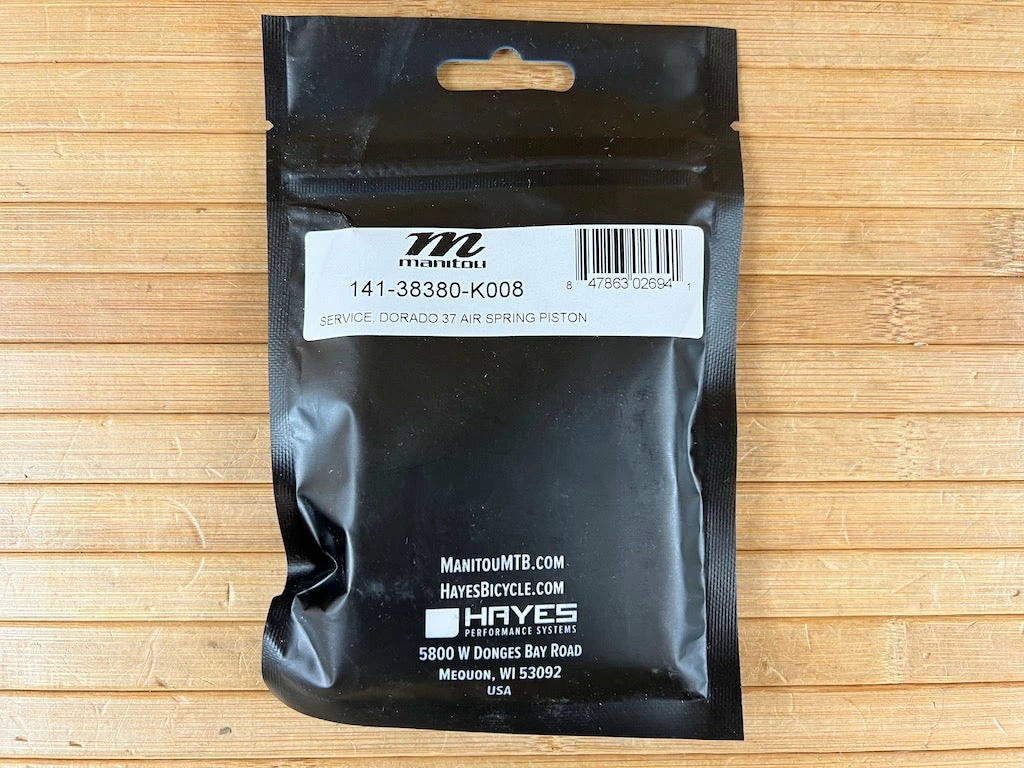 m
manitou
141-38380-K008
8 47863 02694 1
SERVICE, DORADO 37 AIR SPRING PISTON
ManitouMTB.com
HayesBicycle.com
HAYES
PERFORMANCE SYSTEMS
5800 W Donges Bay Road
Mequon, WI 53092
USA